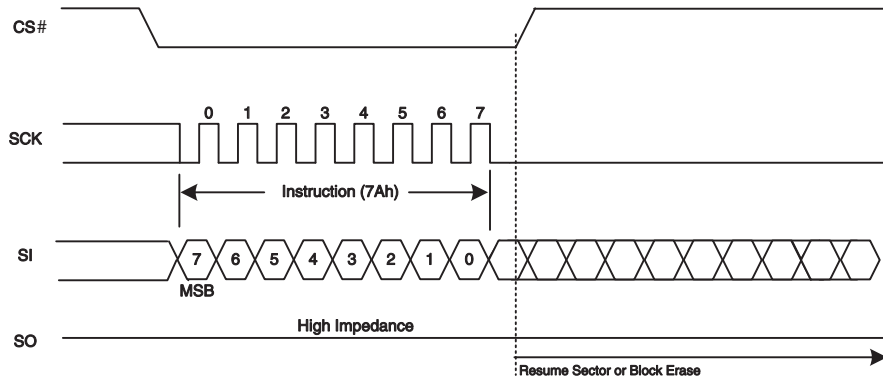 CS#
0 1 2 3 4 5 6 7
SCK
Instruction (7Ah)
SI
7 6 5 4 3 2 1 0
MSB
High Impedance
SO
Resume Sector or Block Erase